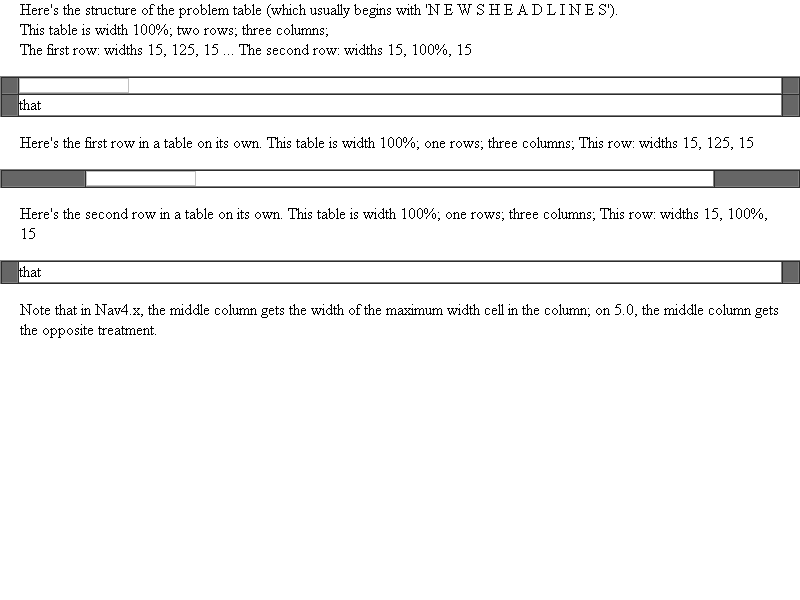 Here's the structure of the problem table (which usually begins with 'N E W S H E A D L I N E S').
This table is width 100%; two rows; three columns;
The first row: widths 15, 125, 15 ... The second row: widths 15, 100%, 15
that
Here's the first row in a table on its own. This table is width 100%; one rows; three columns; This row: widths 15, 125, 15
Here's the second row in a table on its own. This table is width 100%; one rows; three columns; This row: widths 15, 100%,
15
that
Note that in Nav4.x, the middle column gets the width of the maximum width cell in the column; on 5.0, the middle column gets
the opposite treatment.